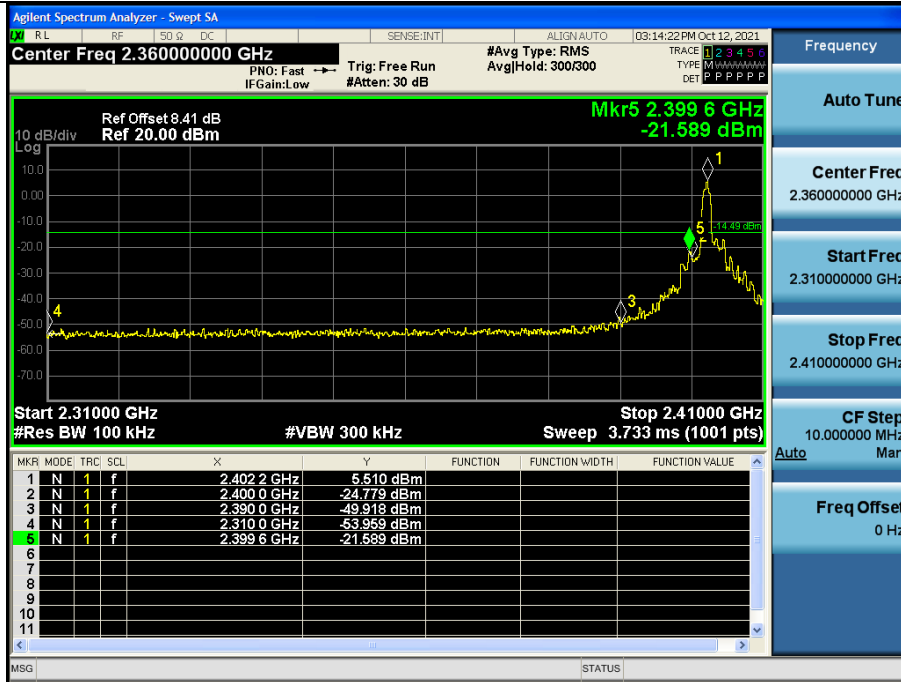 Agilent Spectrum Analyzer - Swept SA
LXI RL RF 50 Ω DC SENSE:INT ALIGN AUTO 03:14:22 PM Oct 12, 2021
Center Freq 2.360000000 GHz #Avg Type: RMS TRACE 1 2 3 4 5 6
PNO: Fast Trig: Free Run Avg|Hold: 300/300 TYPE M
IFGain:Low #Atten: 30 dB DET P P P P P P
Mkr5 2.399 6 GHz
Ref Offset 8.41 dB
-21.589 dBm
10 dB/div Ref 20.00 dBm
Log
1
10.0
0.00
-10.0
5 -14.49 dBm
2
-20.0
-30.0
-40.0
4 3
-50.0
-60.0
-70.0
Start 2.31000 GHz Stop 2.41000 GHz
#Res BW 100 kHz #VBW 300 kHz Sweep 3.733 ms (1001 pts)
MKR MODE TRC SCL X Y FUNCTION FUNCTION WIDTH FUNCTION VALUE
1 N 1 f 2.402 2 GHz 5.510 dBm
2 N 1 f 2.400 0 GHz -24.779 dBm
3 N 1 f 2.390 0 GHz -49.918 dBm
4 N 1 f 2.310 0 GHz -53.959 dBm
5 N 1 f 2.399 6 GHz -21.589 dBm
6
7
8
9
10
11
MSG STATUS
Frequency
Auto Tune
Center Freq
2.360000000 GHz
Start Freq
2.310000000 GHz
Stop Freq
2.410000000 GHz
CF Step
10.000000 MHz
Auto Man
Freq Offset
0 Hz